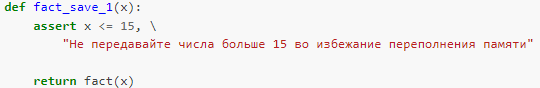 def fact_save_1(x):
    assert x <= 15, \
        "Не передавайте числа больше 15 во избежание переполнения памяти"
    return fact(x)